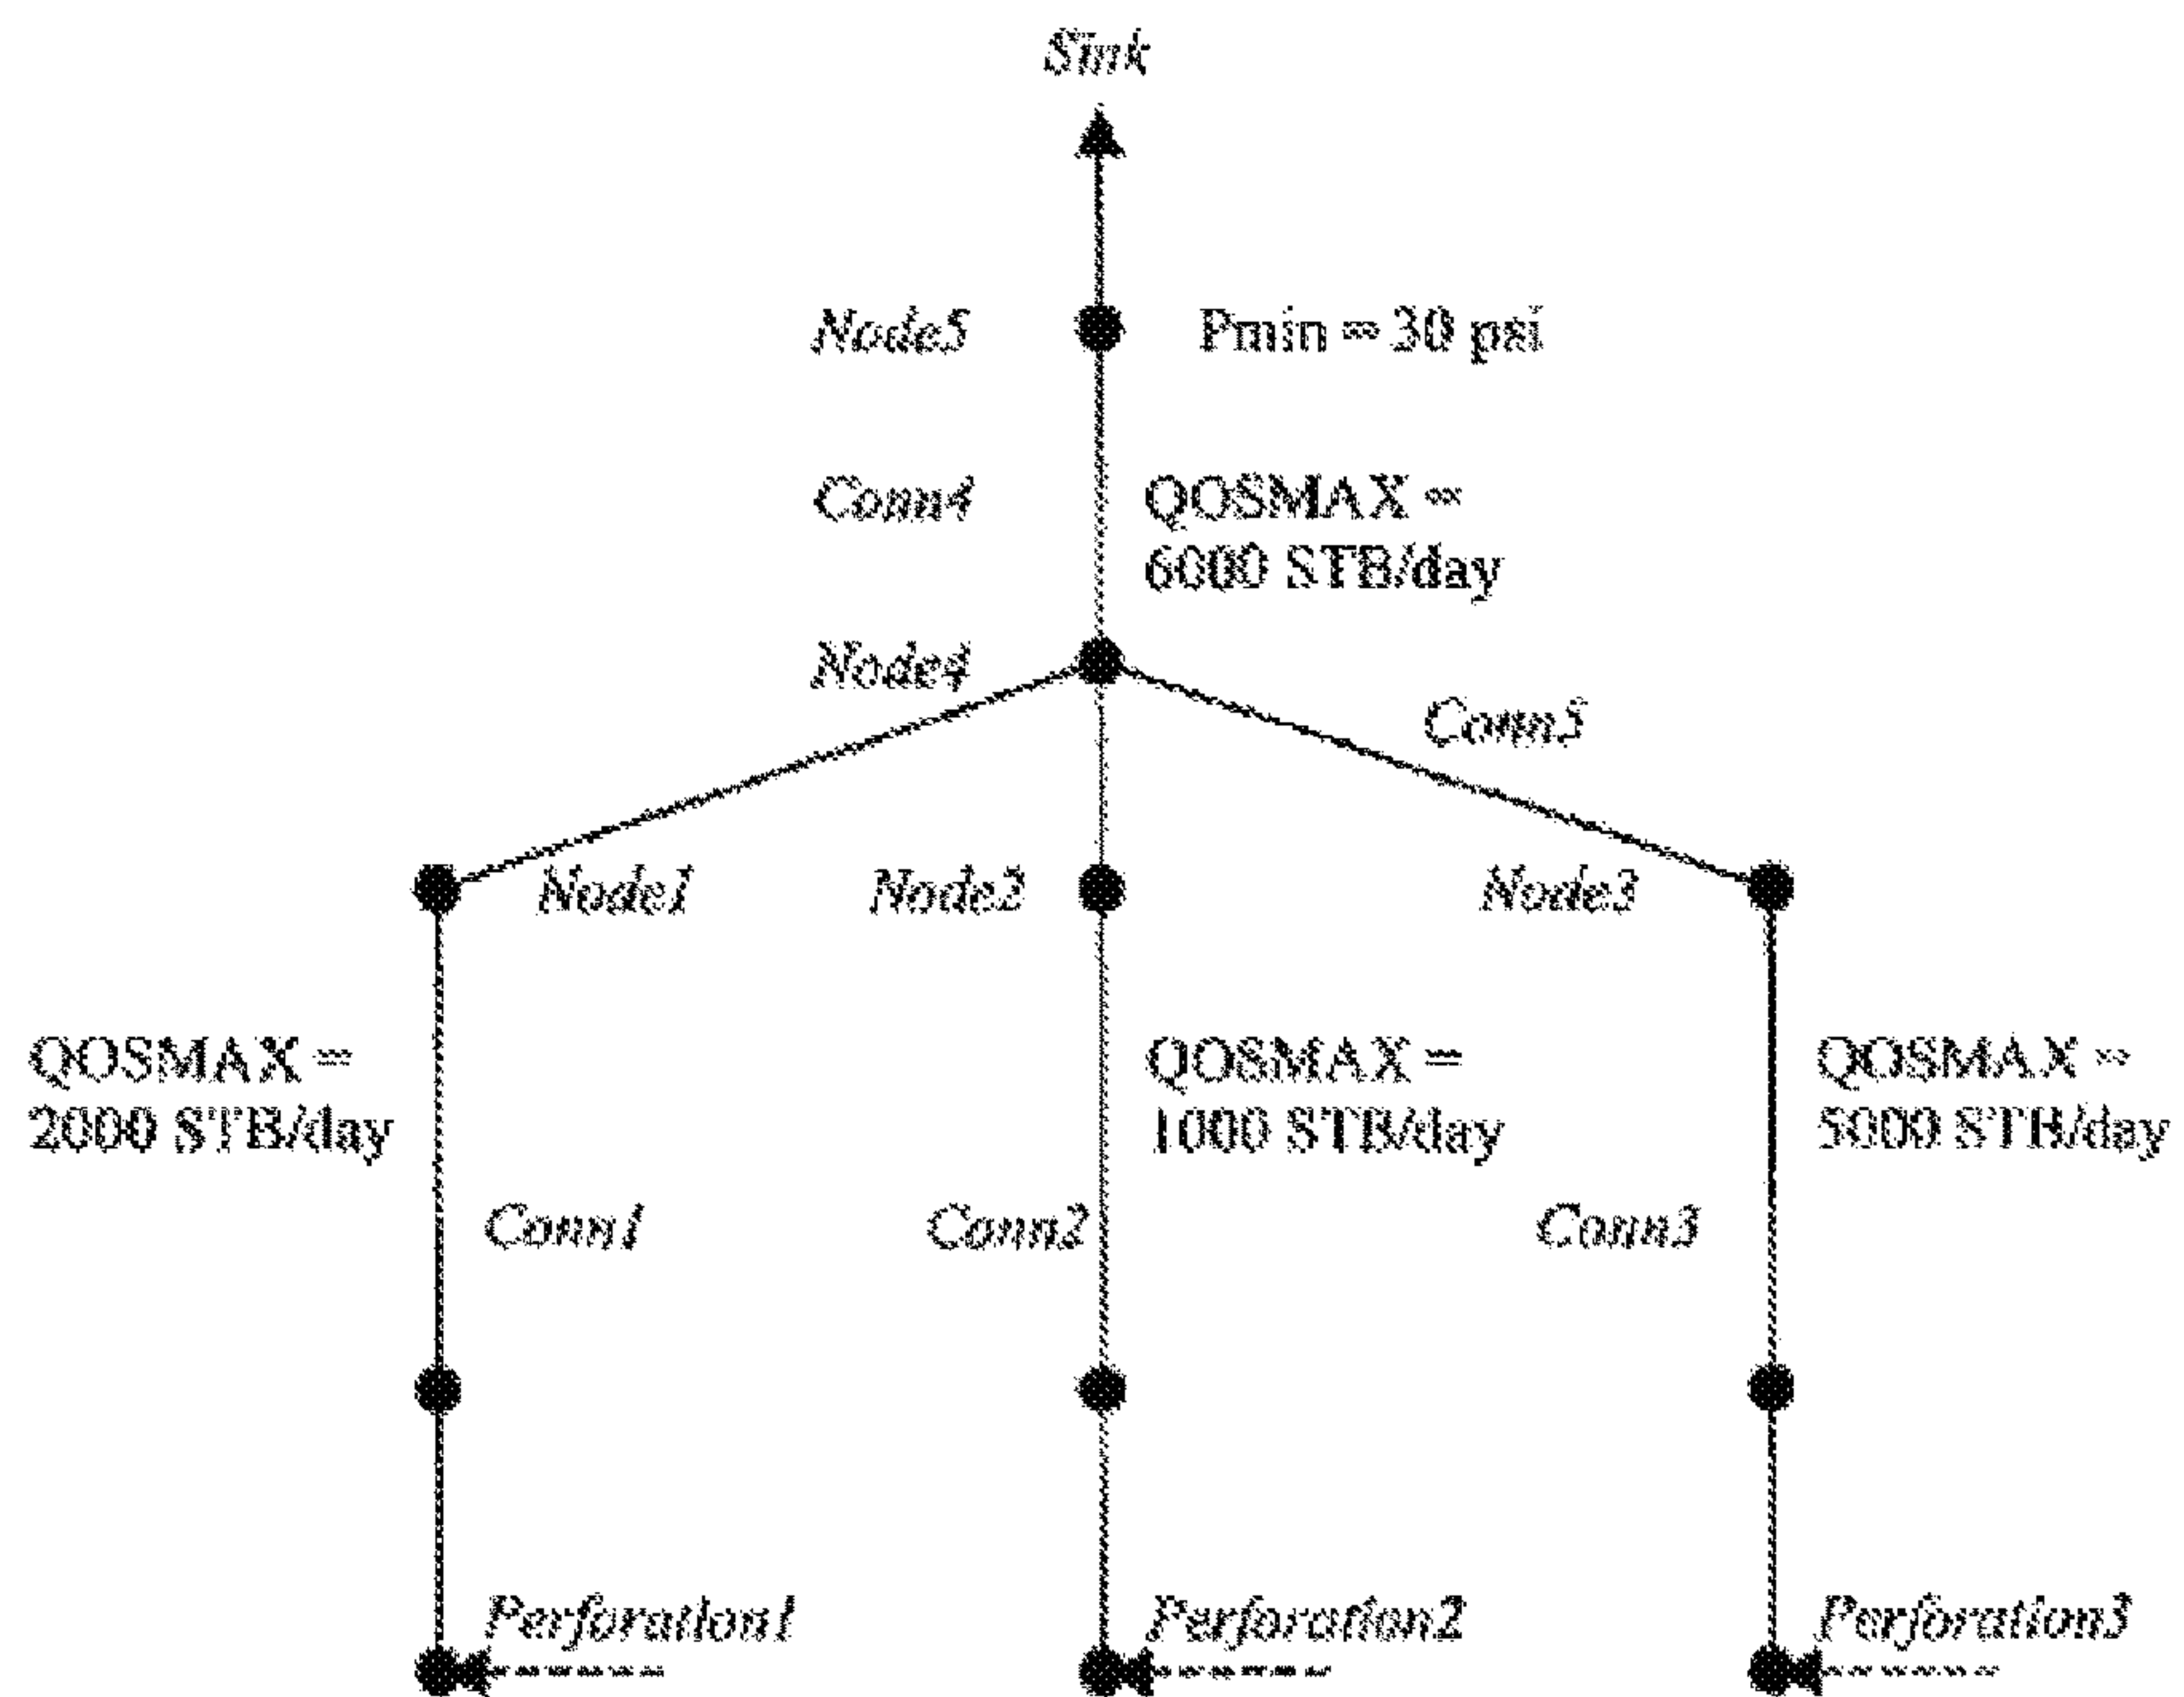 Sink
Node5
Pmin = 30 psi
Conn4
QOSMAX =
6000 STB/day
Node4
Conn5
Node1
Node2
Node3
QOSMAX =
2000 STB/day
QOSMAX =
1000 STB/day
QOSMAX =
5000 STB/day
Conn1
Conn2
Conn3
Perforation1
Perforation2
Perforation3